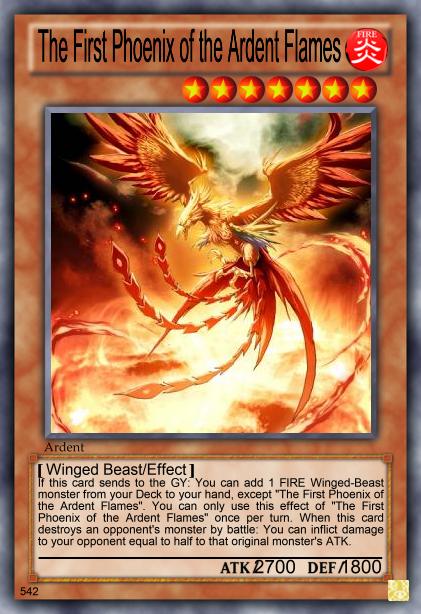 The First Phoenix of the Ardent Flames
FIRE
炎
Ardent
[ Winged Beast/Effect ]
If this card sends to the GY: You can add 1 FIRE Winged-Beast
monster from your Deck to your hand, except "The First Phoenix of
the Ardent Flames". You can only use this effect of "The First
Phoenix of the Ardent Flames" once per turn. When this card
destroys an opponent's monster by battle: You can inflict damage
to your opponent equal to half to that original monster's ATK.
ATK/2700 DEF/1800
542